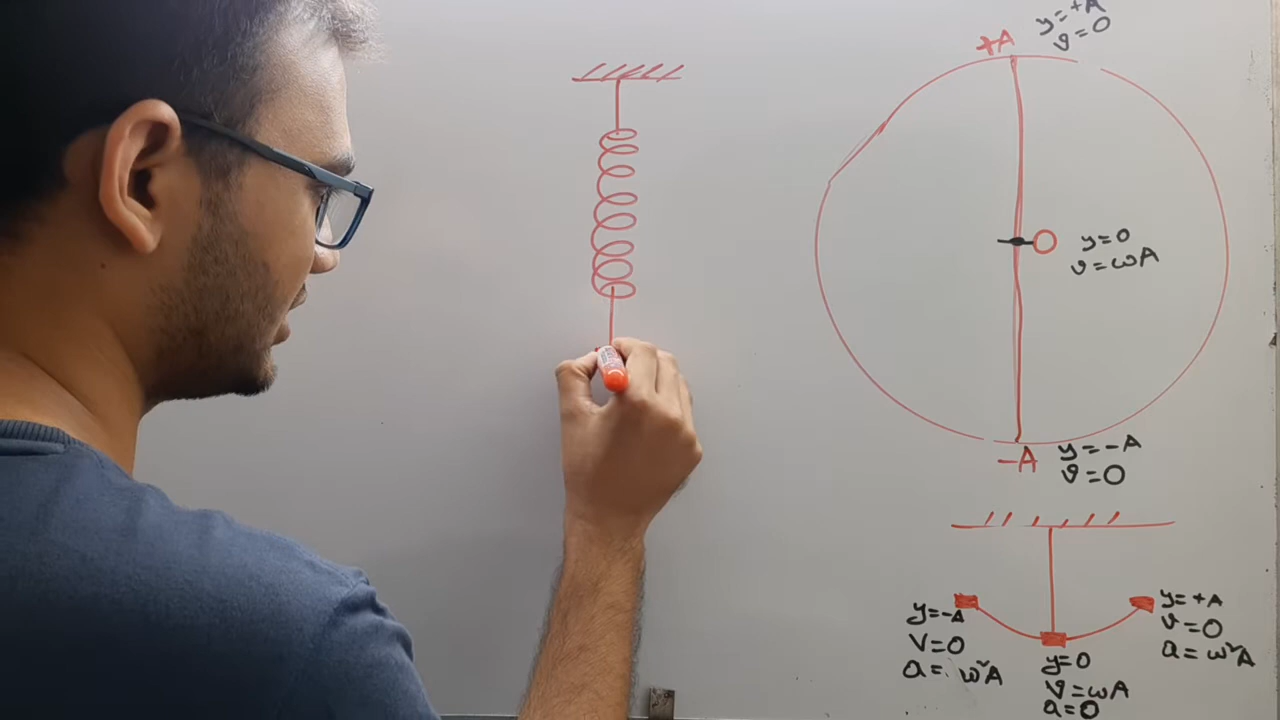 y=+A
v=0
+A
O
y=0
v=ωA
-A
y=-A
v=0
y=-A
V=0
a=ω²A
y=0
V=ωA
a=0
y=+A
v=0
a=ω²A